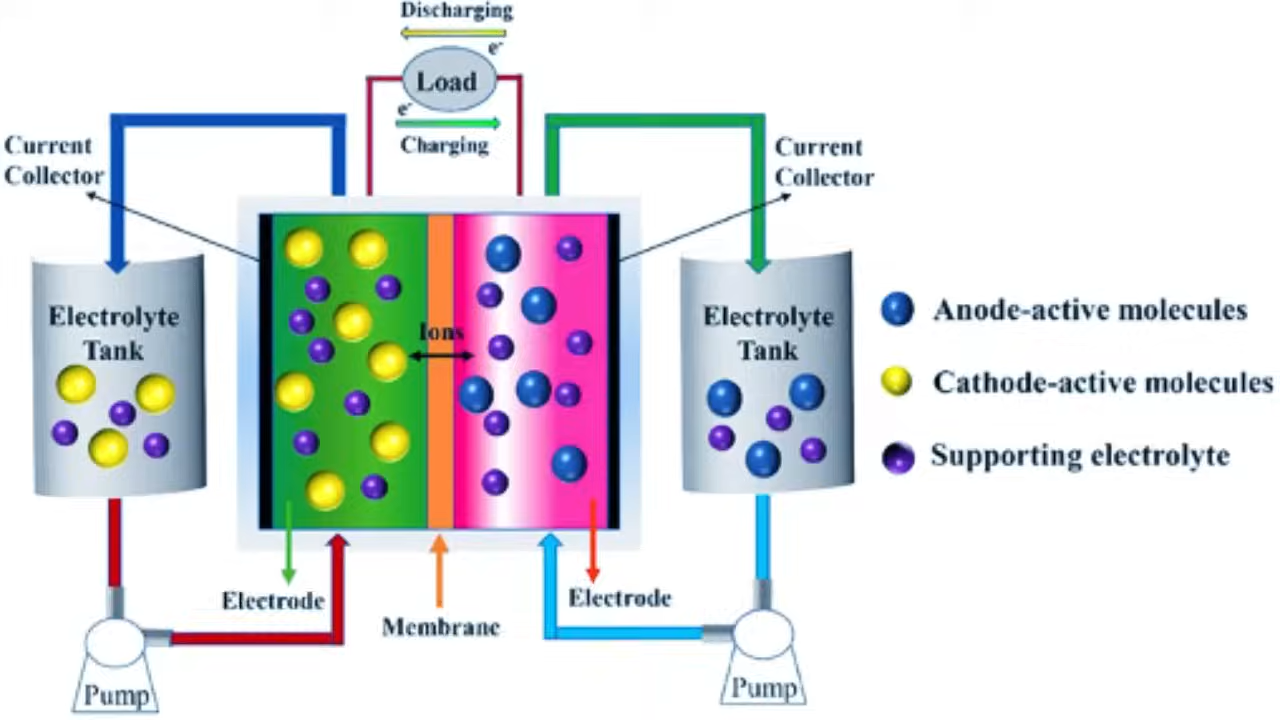 Discharging
e-
Load
e-
Charging
Current
Collector
Current
Collector
Electrolyte
Tank
Ions
Electrolyte
Tank
Anode-active molecules
Cathode-active molecules
Supporting electrolyte
Electrode
Membrane
Electrode
Pump
Pump